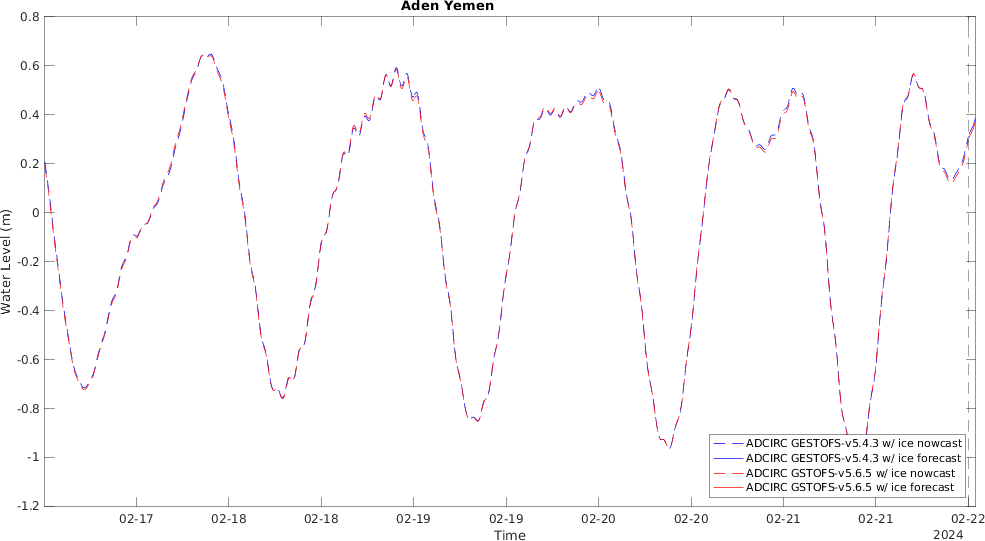 Aden Yemen
0.8
0.6
0.4
0.2
0
-0.2
-0.4
-0.6
-0.8
-1
-1.2
Water Level (m)
ADCIRC GESTOFS-v5.4.3 w/ ice nowcast
ADCIRC GESTOFS-v5.4.3 w/ ice forecast
ADCIRC GSTOFS-v5.6.5 w/ ice nowcast
ADCIRC GSTOFS-v5.6.5 w/ ice forecast
02-17 02-18 02-18 02-19 02-19 02-20 02-20 02-21 02-21 02-22
Time
2024